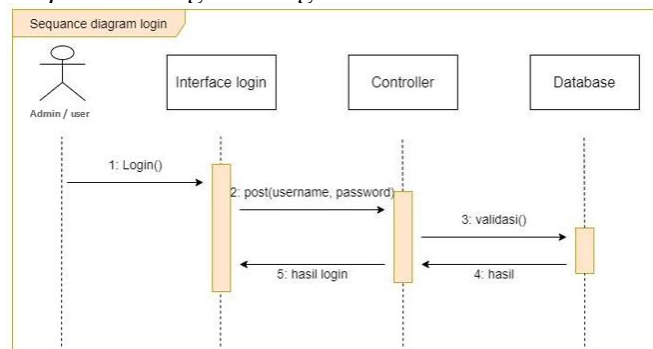 Sequance diagram login
Admin / user
Interface login
Controller
Database
1: Login()
2: post(username, password)
3: validasi()
5: hasil login
4: hasil